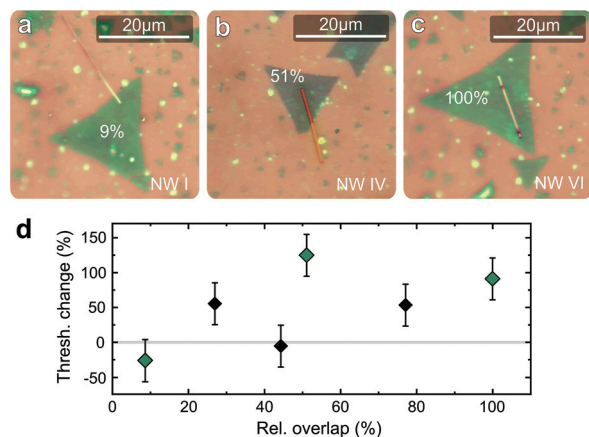 a
20μm
9%
NW I
b
20μm
51%
NW IV
c
20μm
100%
NW VI
d
Thresh. change (%)
150
100
50
0
-50
0
20
40
60
80
100
Rel. overlap (%)